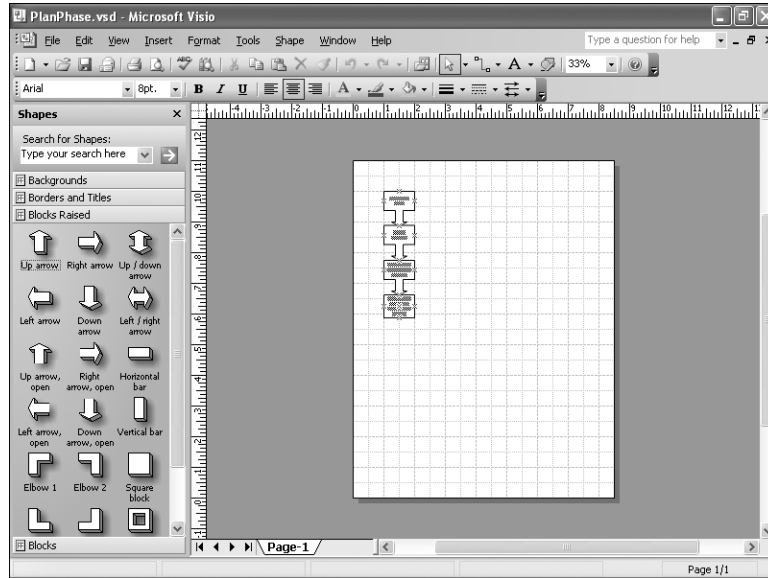 PlanPhase.vsd - Microsoft Visio
File Edit View Insert Format Tools Shape Window Help Type a question for help
33%
Arial 8pt. B I U A
Shapes
Search for Shapes:
Type your search here
Backgrounds
Borders and Titles
Blocks Raised
Up arrow Right arrow Up / down arrow
Left arrow Down arrow Left / right arrow
Up arrow, open Right arrow, open Horizontal bar
Left arrow, open Down arrow, open Vertical bar
Elbow 1 Elbow 2 Square block
Blocks
Page-1
Page 1/1